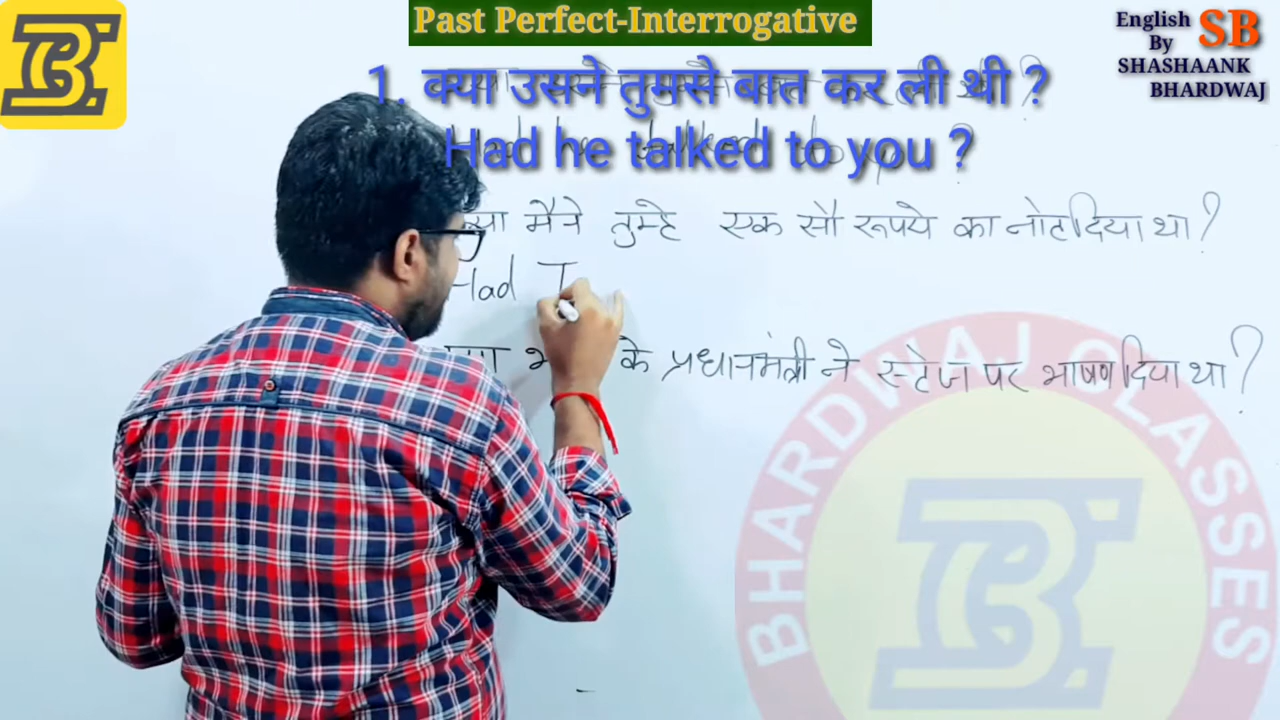 Past Perfect-Interrogative
English SB
By
SHASHAANK
BHARDWAJ
1. क्या उसने तुमसे बात कर ली थी ?
Had he talked to you ?
क्या मैने तुम्हे एक सौ रूपये का नोट दिया था ?
Had I
के प्रधानमंत्री ने स्टेज पर भाषण दिया था ?
BHARDWAJ CLASSES